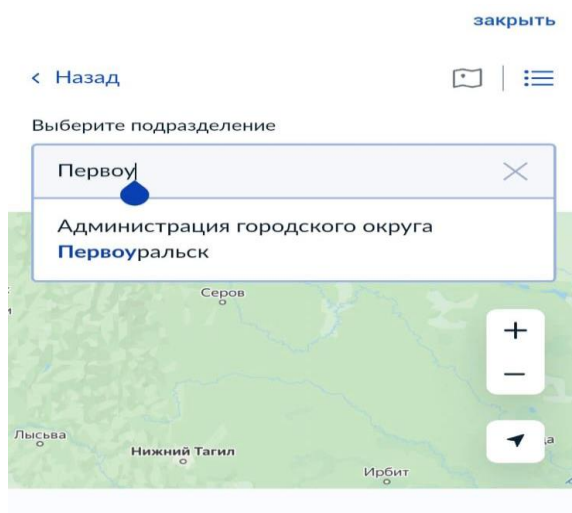 закрыть
Назад
Выберите подразделение
Первоу
Администрация городского округа
Первоуральск
Серов
Лысьва
Нижний Тагил
Ирбит